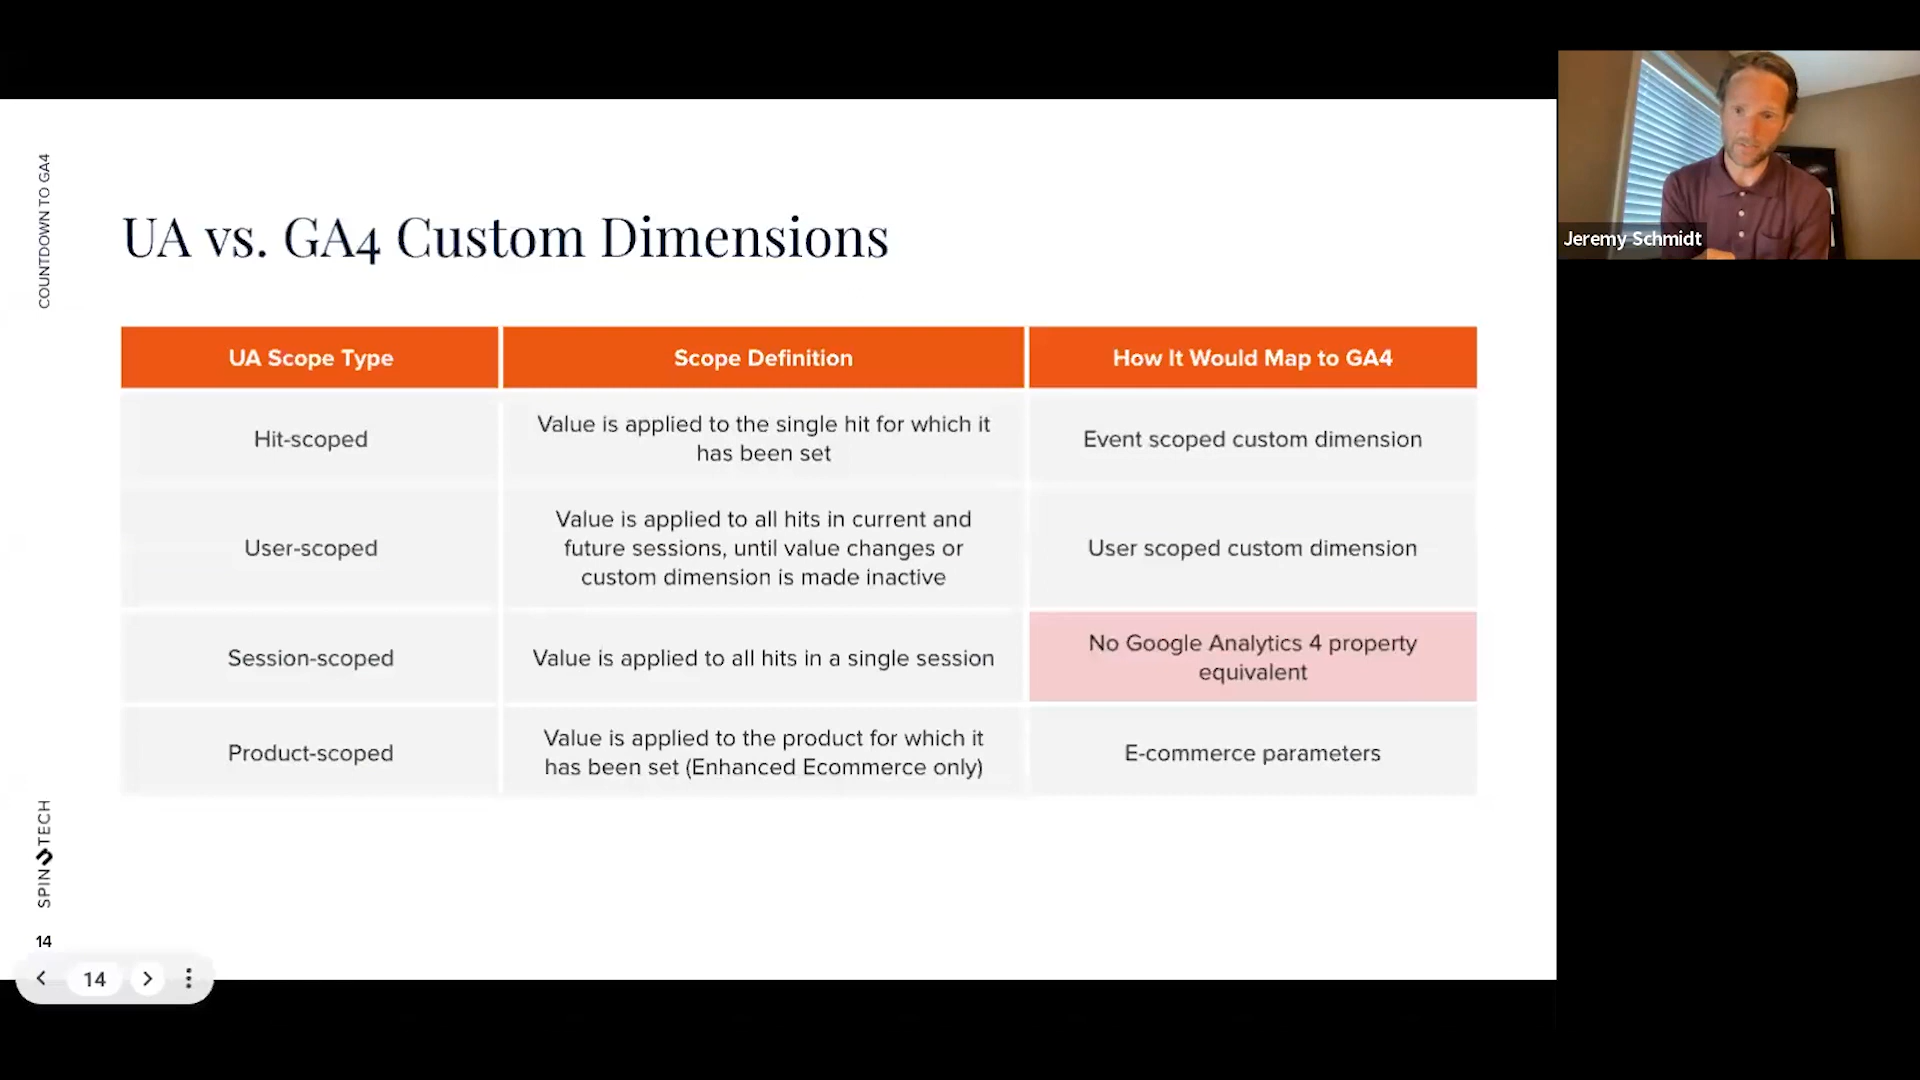 COUNTDOWN TO GA4
UA vs. GA4 Custom Dimensions
UA Scope Type
Scope Definition
How It Would Map to GA4
Hit-scoped
Value is applied to the single hit for which it
has been set
Event scoped custom dimension
User-scoped
Value is applied to all hits in current and
future sessions, until value changes or
custom dimension is made inactive
User scoped custom dimension
Session-scoped
Value is applied to all hits in a single session
No Google Analytics 4 property
equivalent
Product-scoped
Value is applied to the product for which it
has been set (Enhanced Ecommerce only)
E-commerce parameters
SPINUTECH
14
14
Jeremy Schmidt